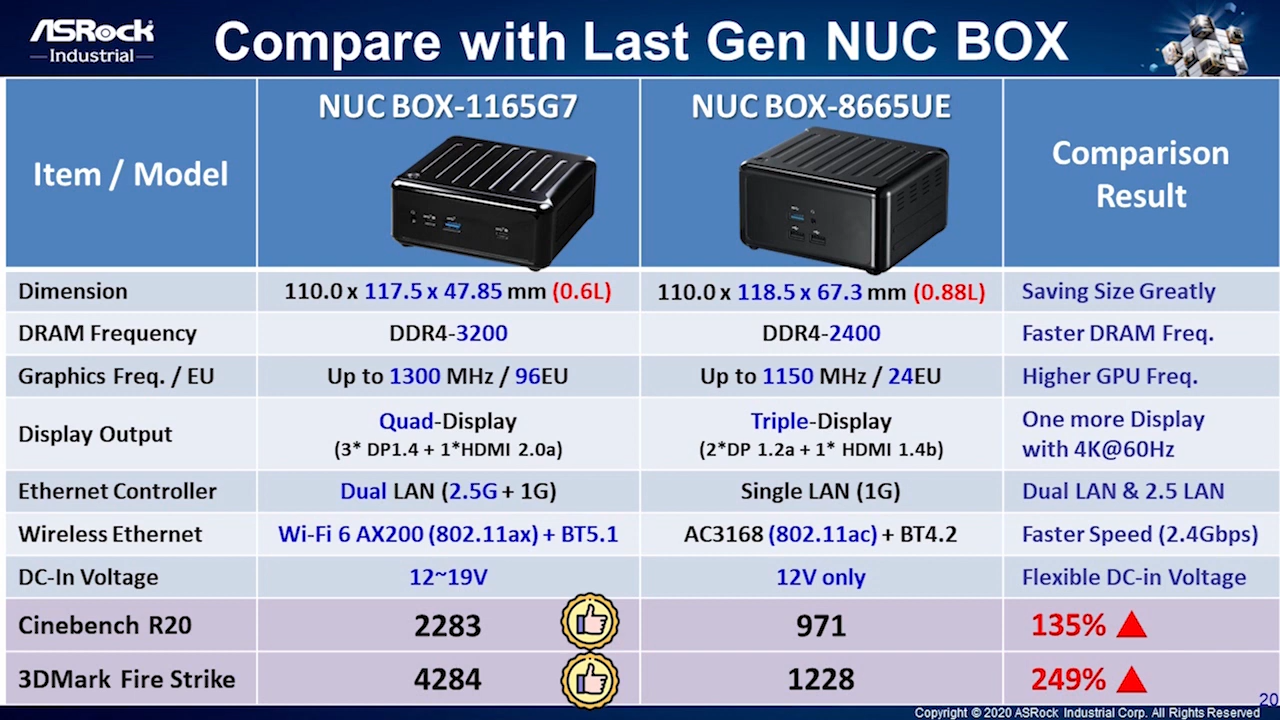 ASRock
Industrial
Compare with Last Gen NUC BOX
Item / Model
NUC BOX-1165G7
NUC BOX-8665UE
Comparison
Result
Dimension
110.0 x 117.5 x 47.85 mm (0.6L)
110.0 x 118.5 x 67.3 mm (0.88L)
Saving Size Greatly
DRAM Frequency
DDR4-3200
DDR4-2400
Faster DRAM Freq.
Graphics Freq. / EU
Up to 1300 MHz / 96EU
Up to 1150 MHz / 24EU
Higher GPU Freq.
Display Output
Quad-Display
(3* DP1.4 + 1*HDMI 2.0a)
Triple-Display
(2*DP 1.2a + 1* HDMI 1.4b)
One more Display
with 4K@60Hz
Ethernet Controller
Dual LAN (2.5G + 1G)
Single LAN (1G)
Dual LAN & 2.5 LAN
Wireless Ethernet
Wi-Fi 6 AX200 (802.11ax) + BT5.1
AC3168 (802.11ac) + BT4.2
Faster Speed (2.4Gbps)
DC-In Voltage
12~19V
12V only
Flexible DC-in Voltage
Cinebench R20
2283
971
135%
3DMark Fire Strike
4284
1228
249%
20
Copyright © 2020 ASRock Industrial Corp. All Rights Reserved